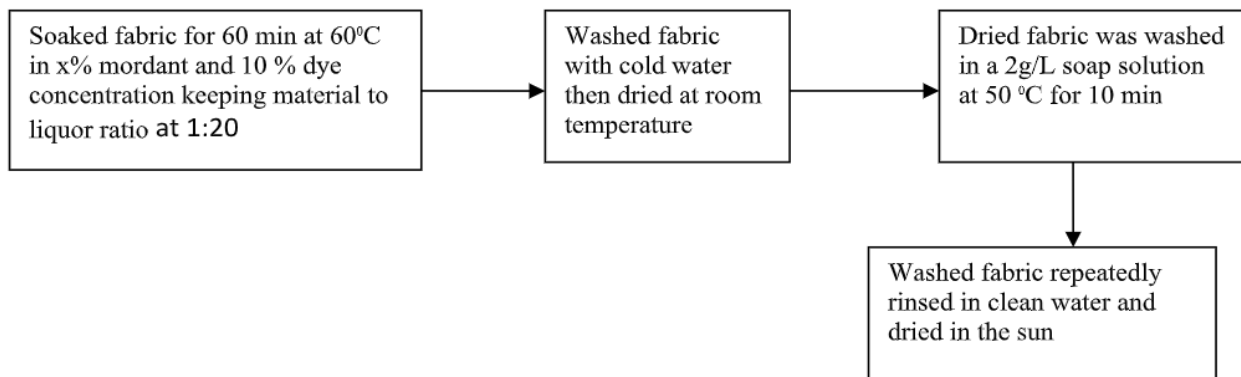 Soaked fabric for 60 min at 60⁰C
in x% mordant and 10 % dye
concentration keeping material to
liquor ratio at 1:20
Washed fabric
with cold water
then dried at room
temperature
Dried fabric was washed
in a 2g/L soap solution
at 50 ⁰C for 10 min
Washed fabric repeatedly
rinsed in clean water and
dried in the sun